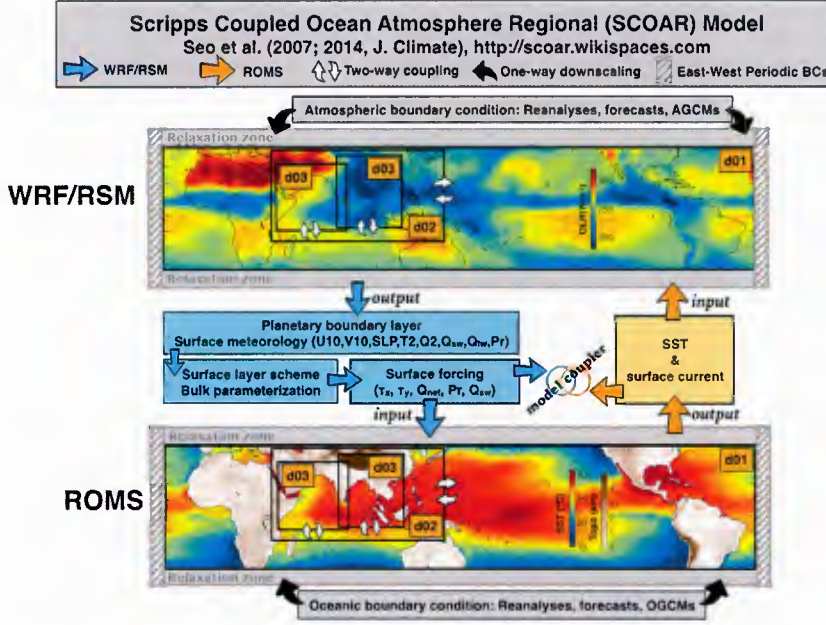 Scripps Coupled Ocean Atmosphere Regional (SCOAR) Model
Seo et al. (2007; 2014, J. Climate), http://scoar.wikispaces.com
WRF/RSM ROMS Two-way coupling One-way downscaling East-West Periodic BCs
Atmospheric boundary condition: Reanalyses, forecasts, AGCMs
Relaxation zone
d03 d03 d01
WRF/RSM
d02
Relaxation zone
output input
Planetary boundary layer
Surface meteorology (U10,V10,SLP,T2,Q2,Qsw,Qlw,Pr)
Surface layer scheme
Bulk parameterization
Surface forcing
(τx, τy, Qnet, Pr, Qsw)
model coupler
SST
&
surface current
input output
Relaxation zone
d03 d03 d01
ROMS
SST
d02
Relaxation zone
Oceanic boundary condition: Reanalyses, forecasts, OGCMs